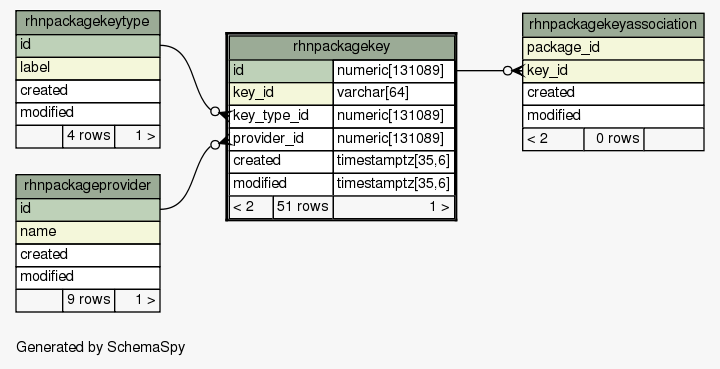 rhnpackagekeytype
id
label
created
modified
4 rows 1 >
rhnpackageprovider
id
name
created
modified
9 rows 1 >
rhnpackagekey
id numeric[131089]
key_id varchar[64]
key_type_id numeric[131089]
provider_id numeric[131089]
created timestamptz[35,6]
modified timestamptz[35,6]
< 2 51 rows 1 >
rhnpackagekeyassociation
package_id
key_id
created
modified
< 2 0 rows
Generated by SchemaSpy